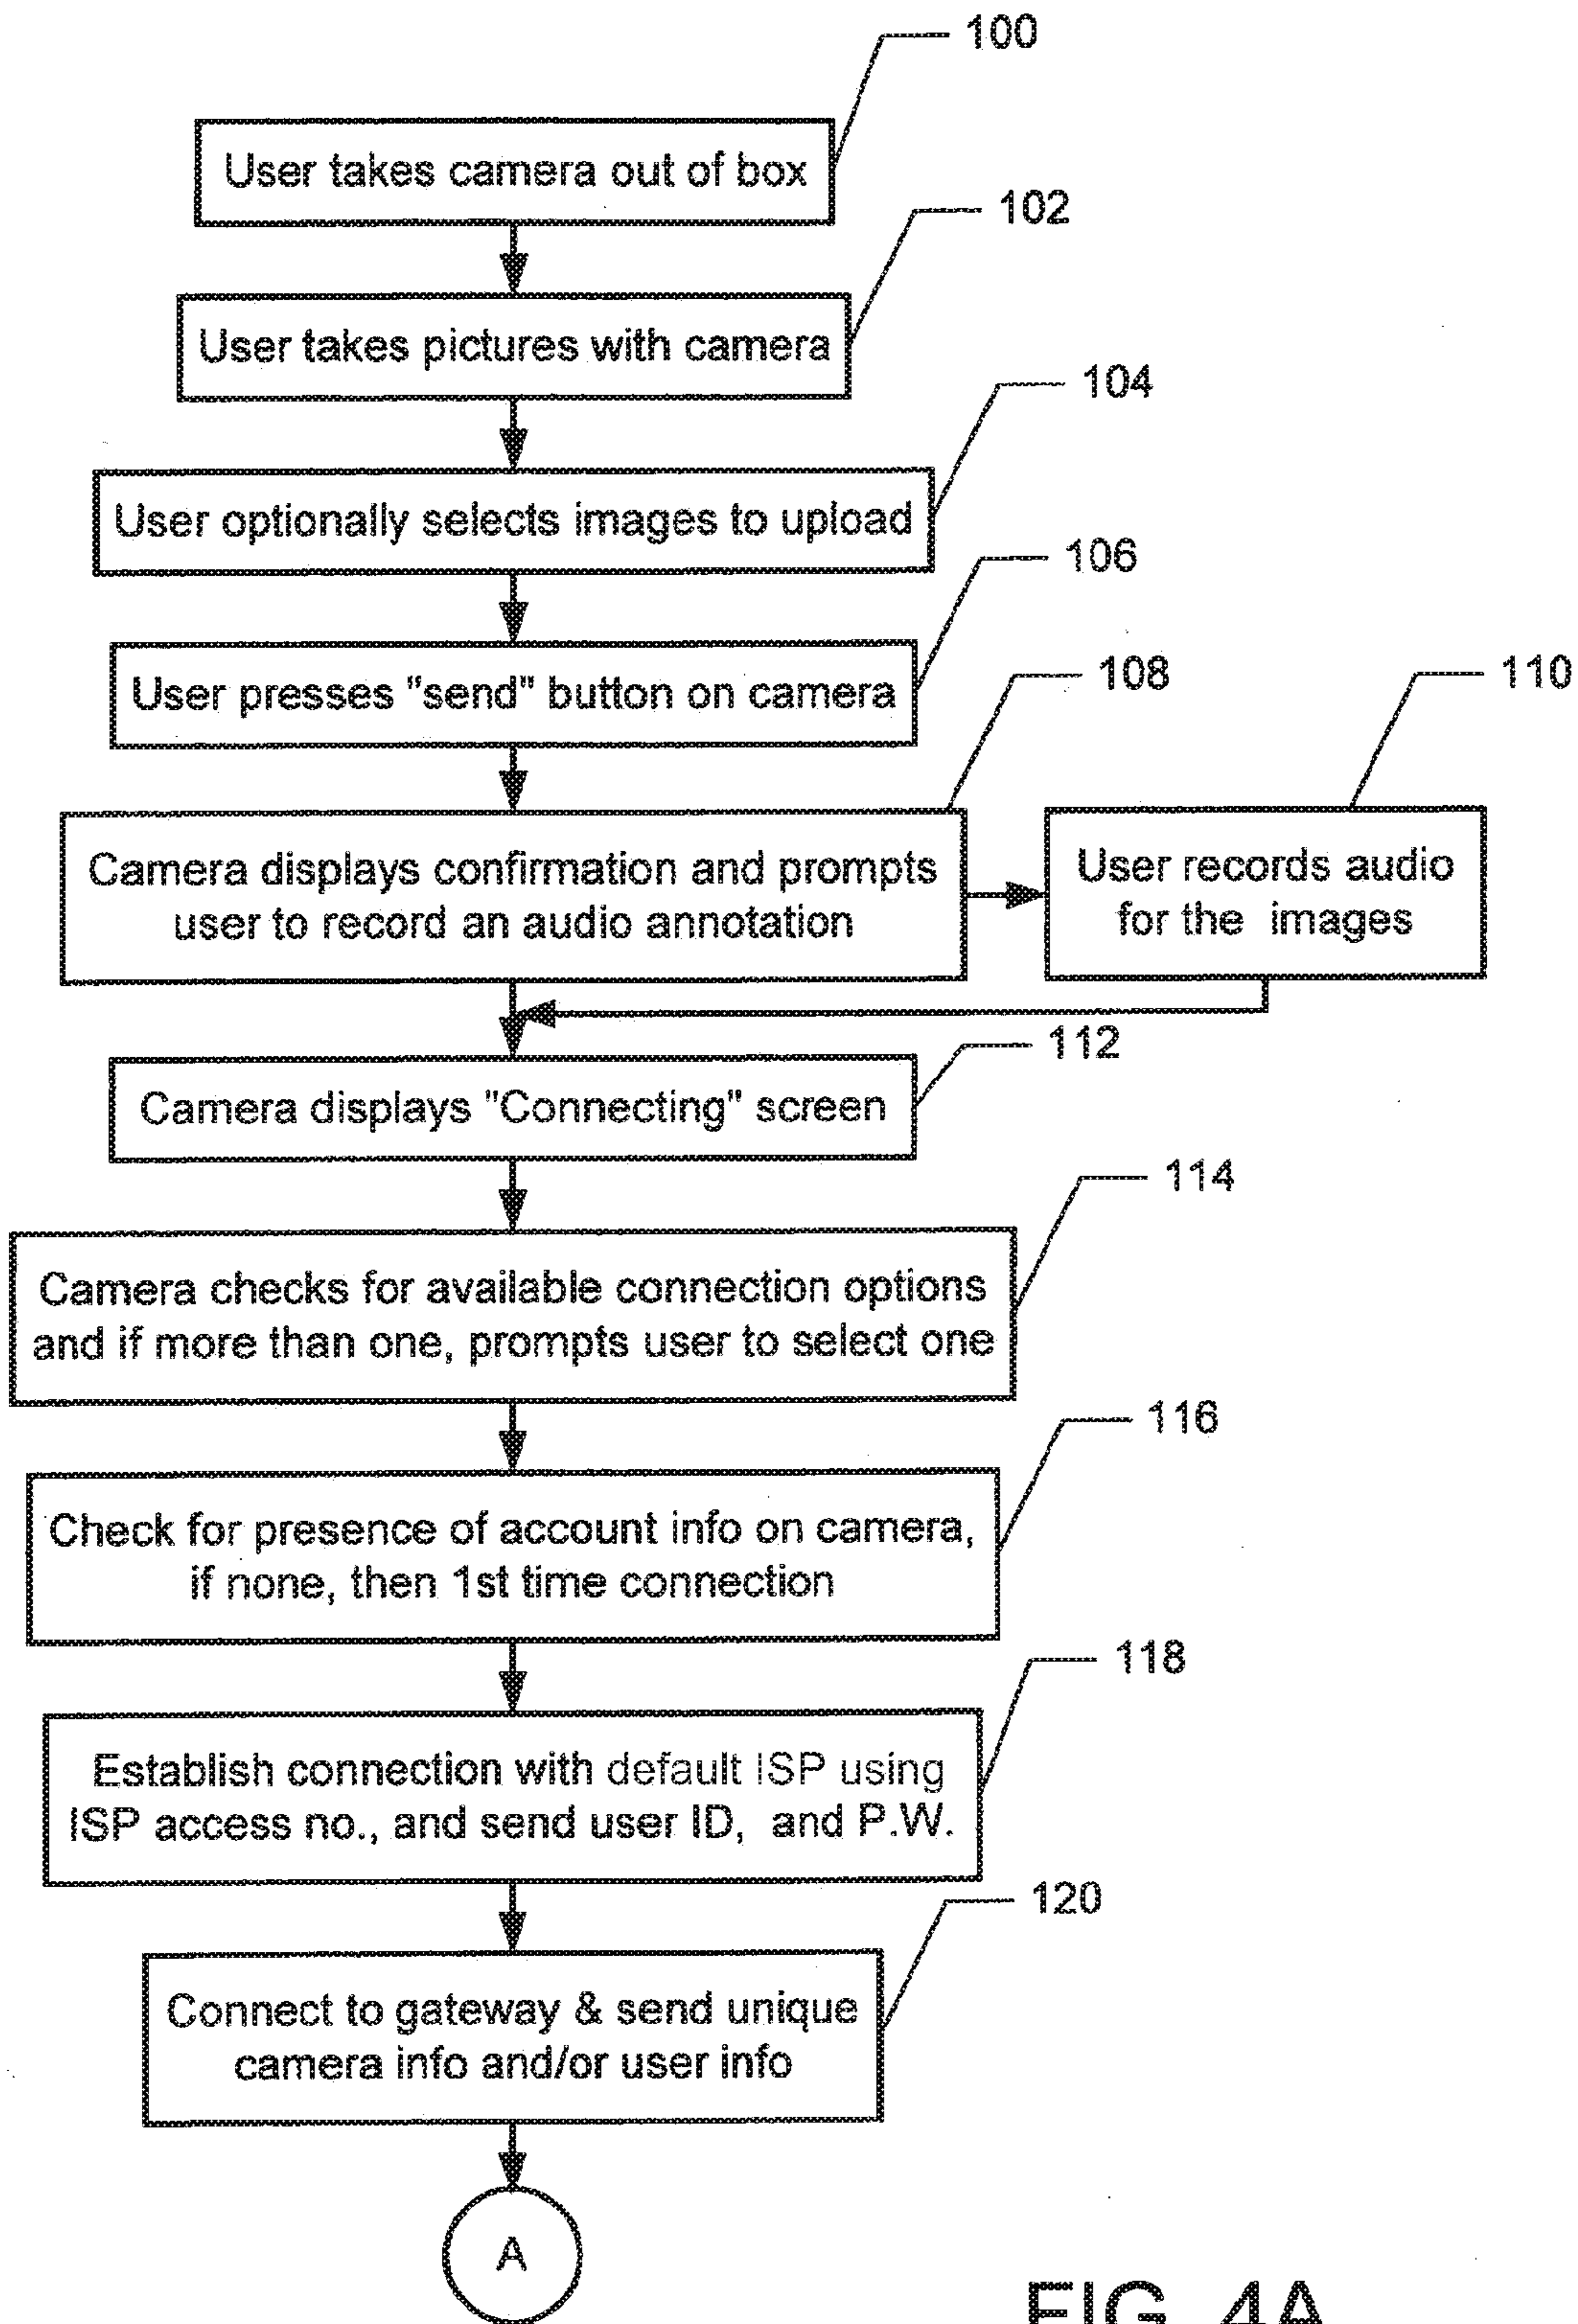 100
User takes camera out of box
102
User takes pictures with camera
104
User optionally selects images to upload
106
User presses "send" button on camera
108
110
Camera displays confirmation and prompts
user to record an audio annotation
User records audio
for the images
112
Camera displays "Connecting" screen
114
Camera checks for available connection options
and if more than one, prompts user to select one
116
Check for presence of account info on camera,
if none, then 1st time connection
118
Establish connection with default ISP using
ISP access no., and send user ID, and P.W.
120
Connect to gateway & send unique
camera info and/or user info
A
FIG. 4A